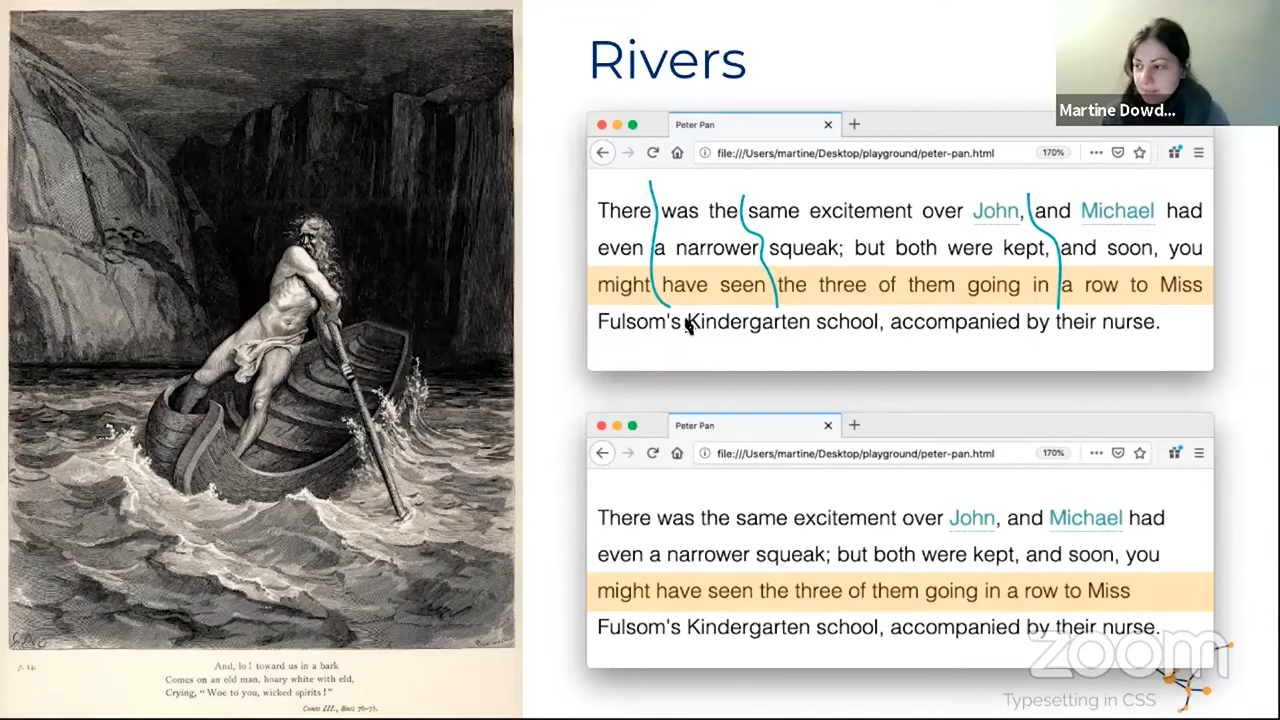 And, lo! toward us in a bark
Comes on an old man, hoary white with eld,
Crying, "Woe to you, wicked spirits!"
Canto III., lines 76-78.
Rivers
Martine Dowd...
Peter Pan
file:///Users/martine/Desktop/playground/peter-pan.html
170%
There was the same excitement over John, and Michael had
even a narrower squeak; but both were kept, and soon, you
might have seen the three of them going in a row to Miss
Fulsom's Kindergarten school, accompanied by their nurse.
Peter Pan
file:///Users/martine/Desktop/playground/peter-pan.html
170%
There was the same excitement over John, and Michael had
even a narrower squeak; but both were kept, and soon, you
might have seen the three of them going in a row to Miss
Fulsom's Kindergarten school, accompanied by their nurse.
zoom
Typesetting in CSS